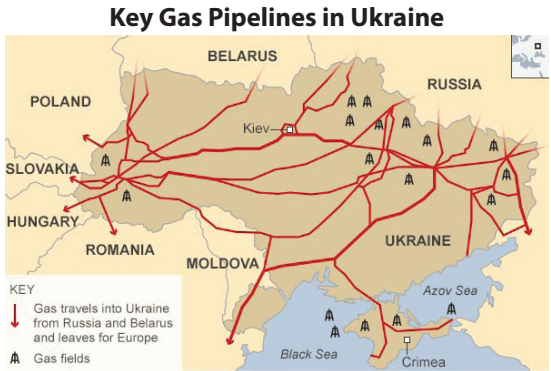 Key Gas Pipelines in Ukraine
BELARUS
RUSSIA
POLAND
Kiev
SLOVAKIA
HUNGARY
ROMANIA
MOLDOVA
UKRAINE
KEY
Gas travels into Ukraine
from Russia and Belarus
and leaves for Europe
Gas fields
Azov Sea
Black Sea
Crimea